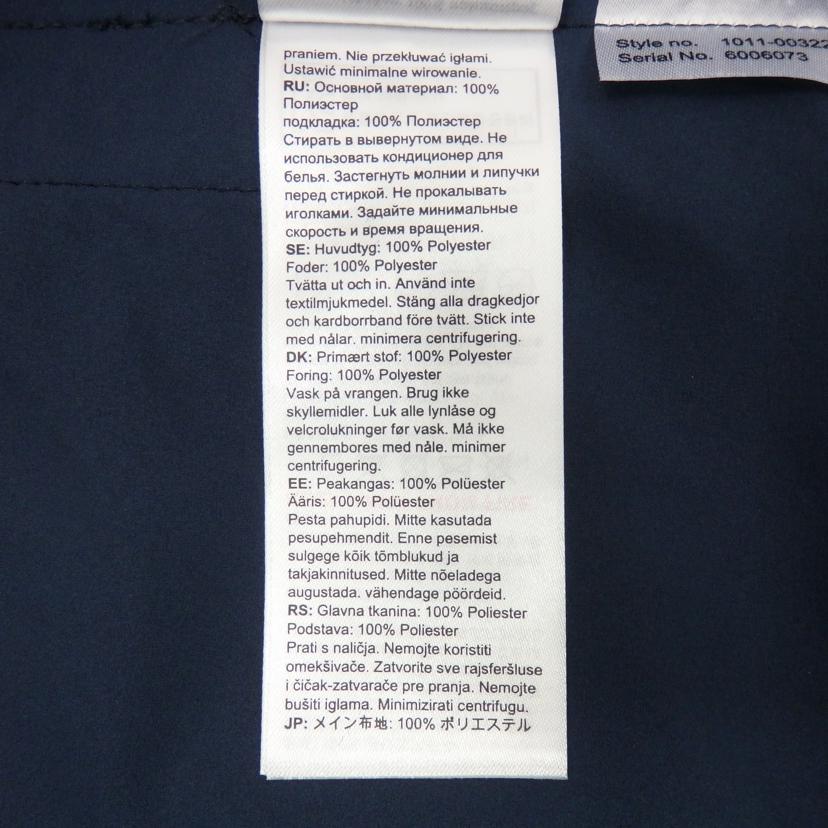 Style no. 1011-00322
Serial No. 6006073
praniem. Nie przekłuwać igłami.
Ustawić minimalne wirowanie.
RU: Основной материал: 100%
Полиэстер
подкладка: 100% Полиэстер
Стирать в вывернутом виде. Не
использовать кондиционер для
белья. Застегнуть молнии и липучки
перед стиркой. Не прокалывать
иголками. Задайте минимальные
скорость и время вращения.
SE: Huvudtyg: 100% Polyester
Foder: 100% Polyester
Tvätta ut och in. Använd inte
textilmjukmedel. Stäng alla dragkedjor
och kardborrband före tvätt. Stick inte
med nålar. minimera centrifugering.
DK: Primært stof: 100% Polyester
Foring: 100% Polyester
Vask på vrangen. Brug ikke
skyllemidler. Luk alle lynlåse og
velcrolukninger før vask. Må ikke
gennembores med nåle. minimer
centrifugering.
EE: Peakangas: 100% Polüester
Ääris: 100% Polüester
Pesta pahupidi. Mitte kasutada
pesupehmendit. Enne pesemist
sulgege kõik tõmblukud ja
takjakinnitused. Mitte nõeladega
augustada. vähendage pöördeid.
RS: Glavna tkanina: 100% Poliester
Podstava: 100% Poliester
Prati s naličja. Nemojte koristiti
omekšivače. Zatvorite sve rajsferšluse
i čičak-zatvarače pre pranja. Nemojte
bušiti iglama. Minimizirati centrifugu.
JP: メイン布地: 100% ポリエステル